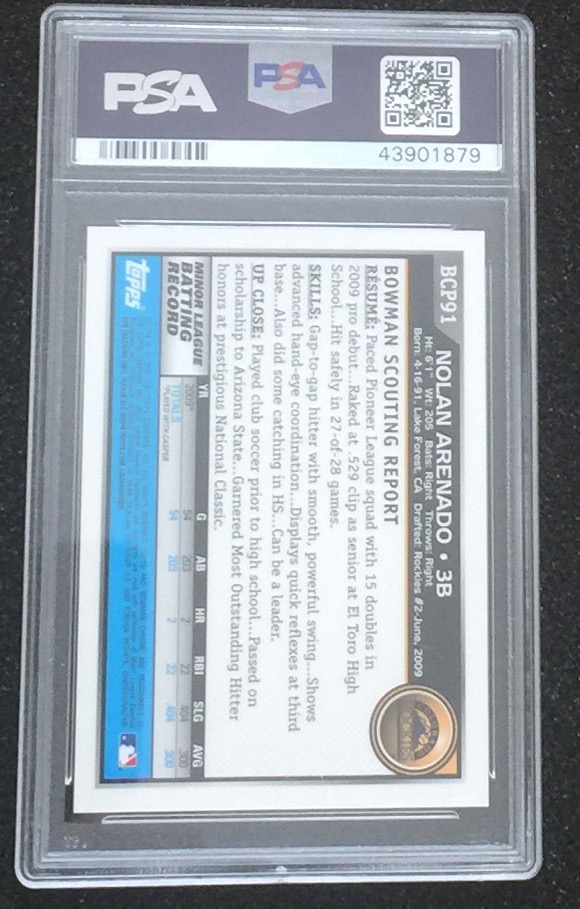 PSA
PSA
43901879
BCP91
NOLAN ARENADO • 3B
Ht: 6'1" Wt: 205 Bats: Right Throws: Right
Born: 4-16-91, Lake Forest, CA Drafted: Rockies #2-June, 2009
BOWMAN SCOUTING REPORT
RÉSUMÉ: Paced Pioneer League squad with 15 doubles in
2009 pro debut...Raked at .529 clip as senior at El Toro High
School...Hit safely in 27-of-28 games.
SKILLS: Gap-to-gap hitter with smooth, powerful swing...Shows
advanced hand-eye coordination...Displays quick reflexes at third
base...Also did some catching in HS...Can be a leader.
UP CLOSE: Played club soccer prior to high school...Passed on
scholarship to Arizona State...Garnered Most Outstanding Hitter
honors at prestigious National Classic.
MINOR LEAGUE
BATTING
RECORD
YR G AB HR RBI SLG AVG
2009* 54 203 2 22 .404 .300
TOTALS 54 203 2 22 .404 .300
*PLAYER WITH CASPER
Topps